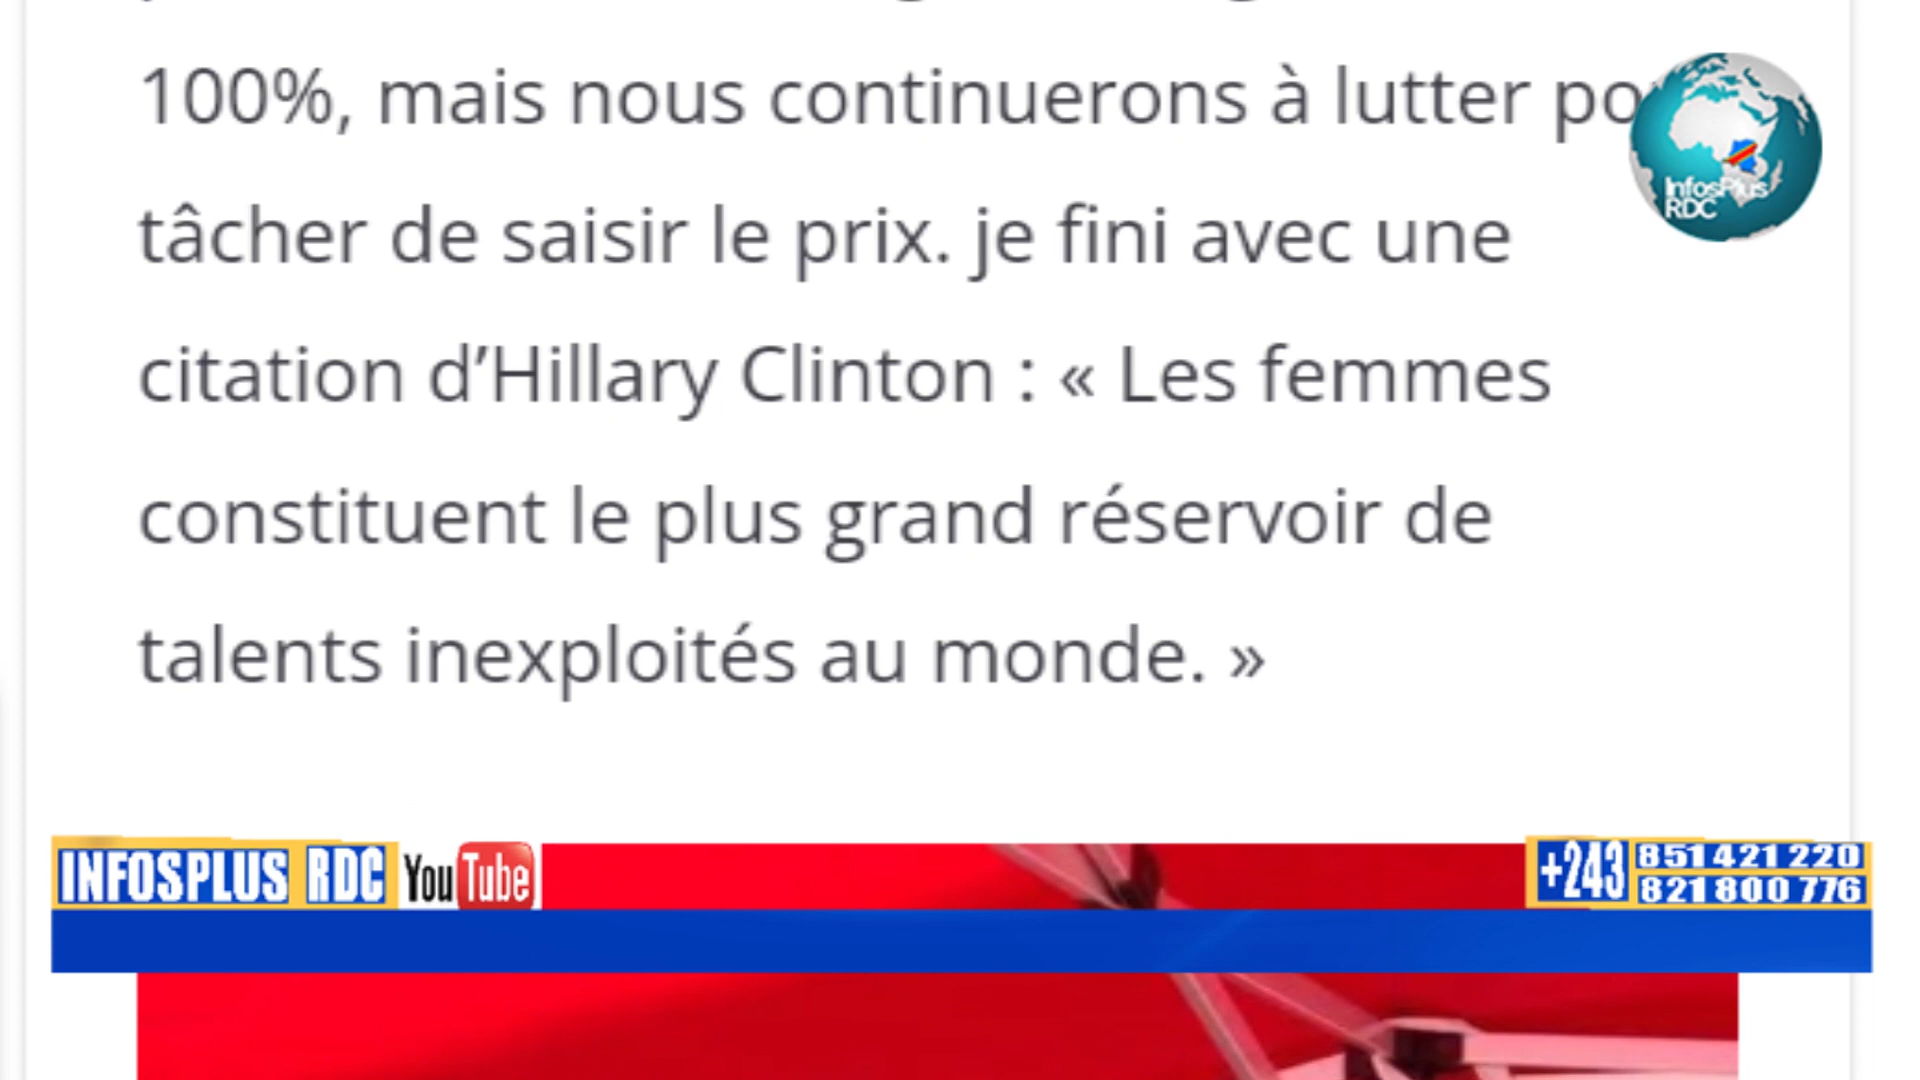 100%, mais nous continuerons à lutter
tâcher de saisir le prix. je fini avec une
citation d’Hillary Clinton : « Les femmes
constituent le plus grand réservoir de
talents inexploités au monde. »
InfosPlus
RDC
INFOSPLUS RDC YouTube
+243 851 421 220
821 800 776